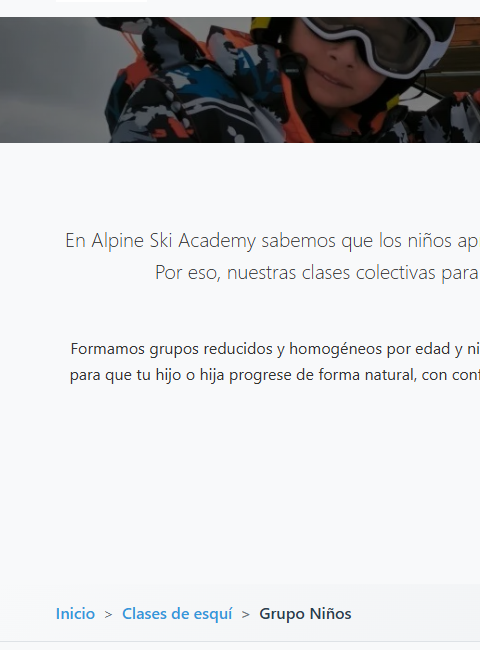 En Alpine Ski Academy sabemos que los niños ap
Por eso, nuestras clases colectivas para
Formamos grupos reducidos y homogéneos por edad y ni
para que tu hijo o hija progrese de forma natural, con conf
Inicio > Clases de esquí > Grupo Niños